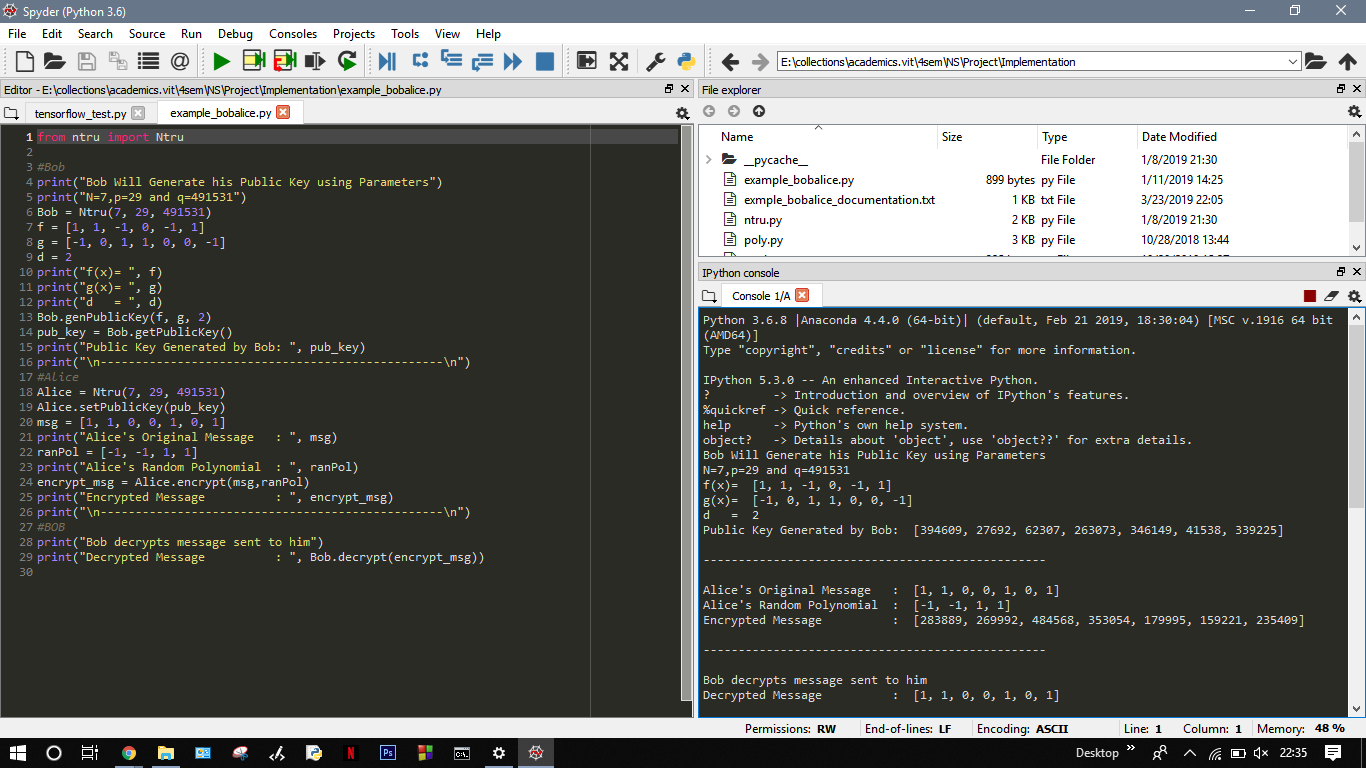 Spyder (Python 3.6)
File Edit Search Source Run Debug Consoles Projects Tools View Help
E:\collections\academics.vit\4sem\NS\Project\Implementation
Editor - E:\collections\academics.vit\4sem\NS\Project\Implementation\example_bobalice.py
tensorflow_test.py example_bobalice.py
1 from ntru import Ntru
2
3 #Bob
4 print("Bob Will Generate his Public Key using Parameters")
5 print("N=7,p=29 and q=491531")
6 Bob = Ntru(7, 29, 491531)
7 f = [1, 1, -1, 0, -1, 1]
8 g = [-1, 0, 1, 1, 0, 0, -1]
9 d = 2
10 print("f(x)= ", f)
11 print("g(x)= ", g)
12 print("d   = ", d)
13 Bob.genPublicKey(f, g, 2)
14 pub_key = Bob.getPublicKey()
15 print("Public Key Generated by Bob: ", pub_key)
16 print("\n-------------------------------------------------\n")
17 #Alice
18 Alice = Ntru(7, 29, 491531)
19 Alice.setPublicKey(pub_key)
20 msg = [1, 1, 0, 0, 1, 0, 1]
21 print("Alice's Original Message   : ", msg)
22 ranPol = [-1, -1, 1, 1]
23 print("Alice's Random Polynomial  : ", ranPol)
24 encrypt_msg = Alice.encrypt(msg,ranPol)
25 print("Encrypted Message          : ", encrypt_msg)
26 print("\n-------------------------------------------------\n")
27 #BOB
28 print("Bob decrypts message sent to him")
29 print("Decrypted Message          : ", Bob.decrypt(encrypt_msg))
30
File explorer
Name Size Type Date Modified
__pycache__ File Folder 1/8/2019 21:30
example_bobalice.py 899 bytes py File 1/11/2019 14:25
exmple_bobalice_documentation.txt 1 KB txt File 3/23/2019 22:05
ntru.py 2 KB py File 1/8/2019 21:30
poly.py 3 KB py File 10/28/2018 13:44
IPython console
Console 1/A
Python 3.6.8 |Anaconda 4.4.0 (64-bit)| (default, Feb 21 2019, 18:30:04) [MSC v.1916 64 bit
(AMD64)]
Type "copyright", "credits" or "license" for more information.
IPython 5.3.0 -- An enhanced Interactive Python.
?         -> Introduction and overview of IPython's features.
%quickref -> Quick reference.
help      -> Python's own help system.
object?   -> Details about 'object', use 'object??' for extra details.
Bob Will Generate his Public Key using Parameters
N=7,p=29 and q=491531
f(x)=  [1, 1, -1, 0, -1, 1]
g(x)=  [-1, 0, 1, 1, 0, 0, -1]
d   =  2
Public Key Generated by Bob:  [394609, 27692, 62307, 263073, 346149, 41538, 339225]
-------------------------------------------------
Alice's Original Message   :  [1, 1, 0, 0, 1, 0, 1]
Alice's Random Polynomial  :  [-1, -1, 1, 1]
Encrypted Message          :  [283889, 269992, 484568, 353054, 179995, 159221, 235409]
-------------------------------------------------
Bob decrypts message sent to him
Decrypted Message          :  [1, 1, 0, 0, 1, 0, 1]
Permissions: RW End-of-lines: LF Encoding: ASCII Line: 1 Column: 1 Memory: 48 %
Desktop 22:35